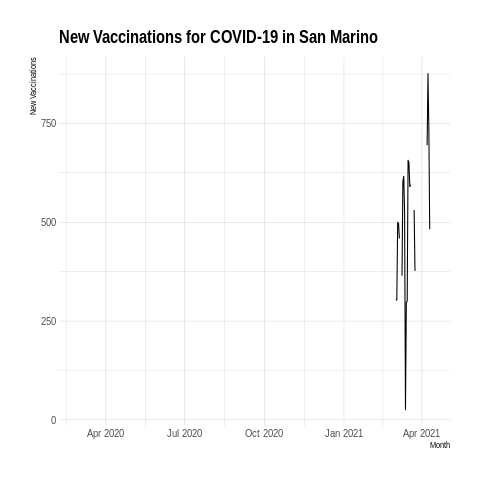 New Vaccinations for COVID-19 in San Marino
New Vaccinations
750
500
250
0
Apr 2020
Jul 2020
Oct 2020
Jan 2021
Apr 2021
Month